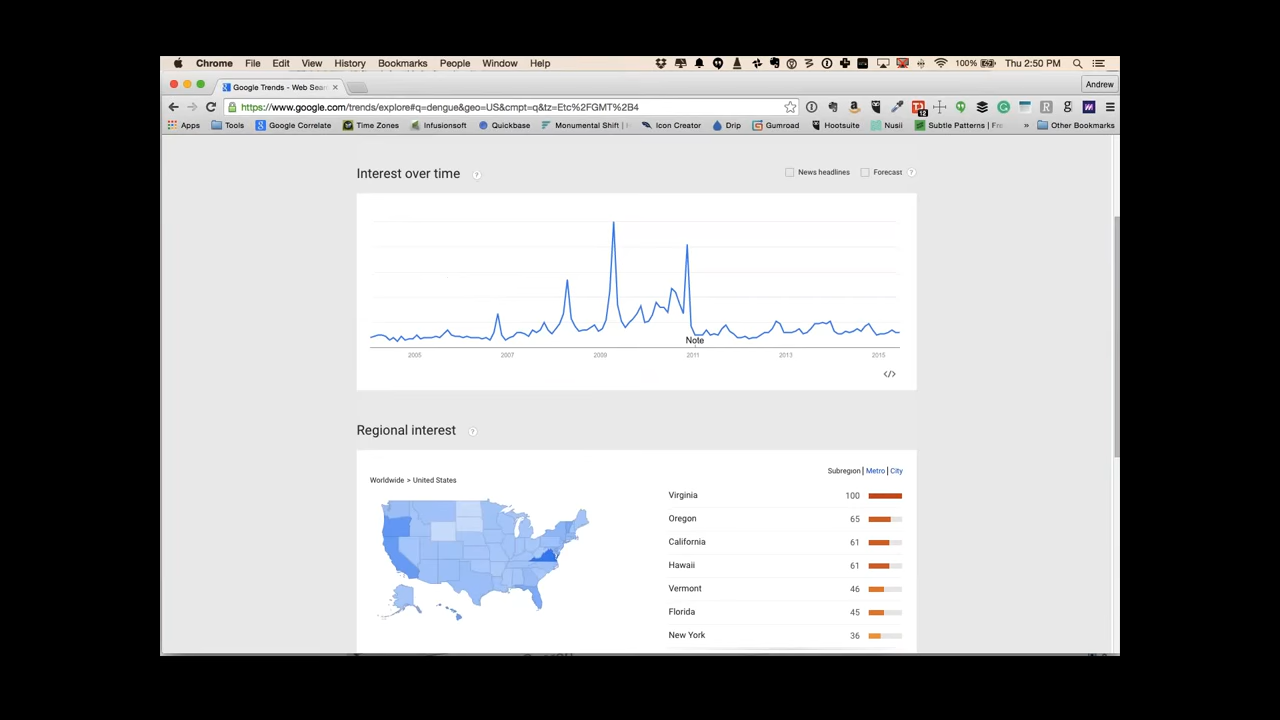 Chrome File Edit View History Bookmarks People Window Help 100% Thu 2:50 PM
Google Trends - Web Sear Andrew
https://www.google.com/trends/explore#q=dengue&geo=US&cmpt=q&tz=Etc%2FGMT%2B4
Apps Tools Google Correlate Time Zones Infusionsoft Quickbase Monumental Shift | Icon Creator Drip Gumroad Hootsuite Nusii Subtle Patterns | Fre » Other Bookmarks
Interest over time ? News headlines Forecast ?
Note
2005 2007 2009 2011 2013 2015
</>
Regional interest ?
Subregion | Metro | City
Worldwide > United States
Virginia 100
Oregon 65
California 61
Hawaii 61
Vermont 46
Florida 45
New York 36